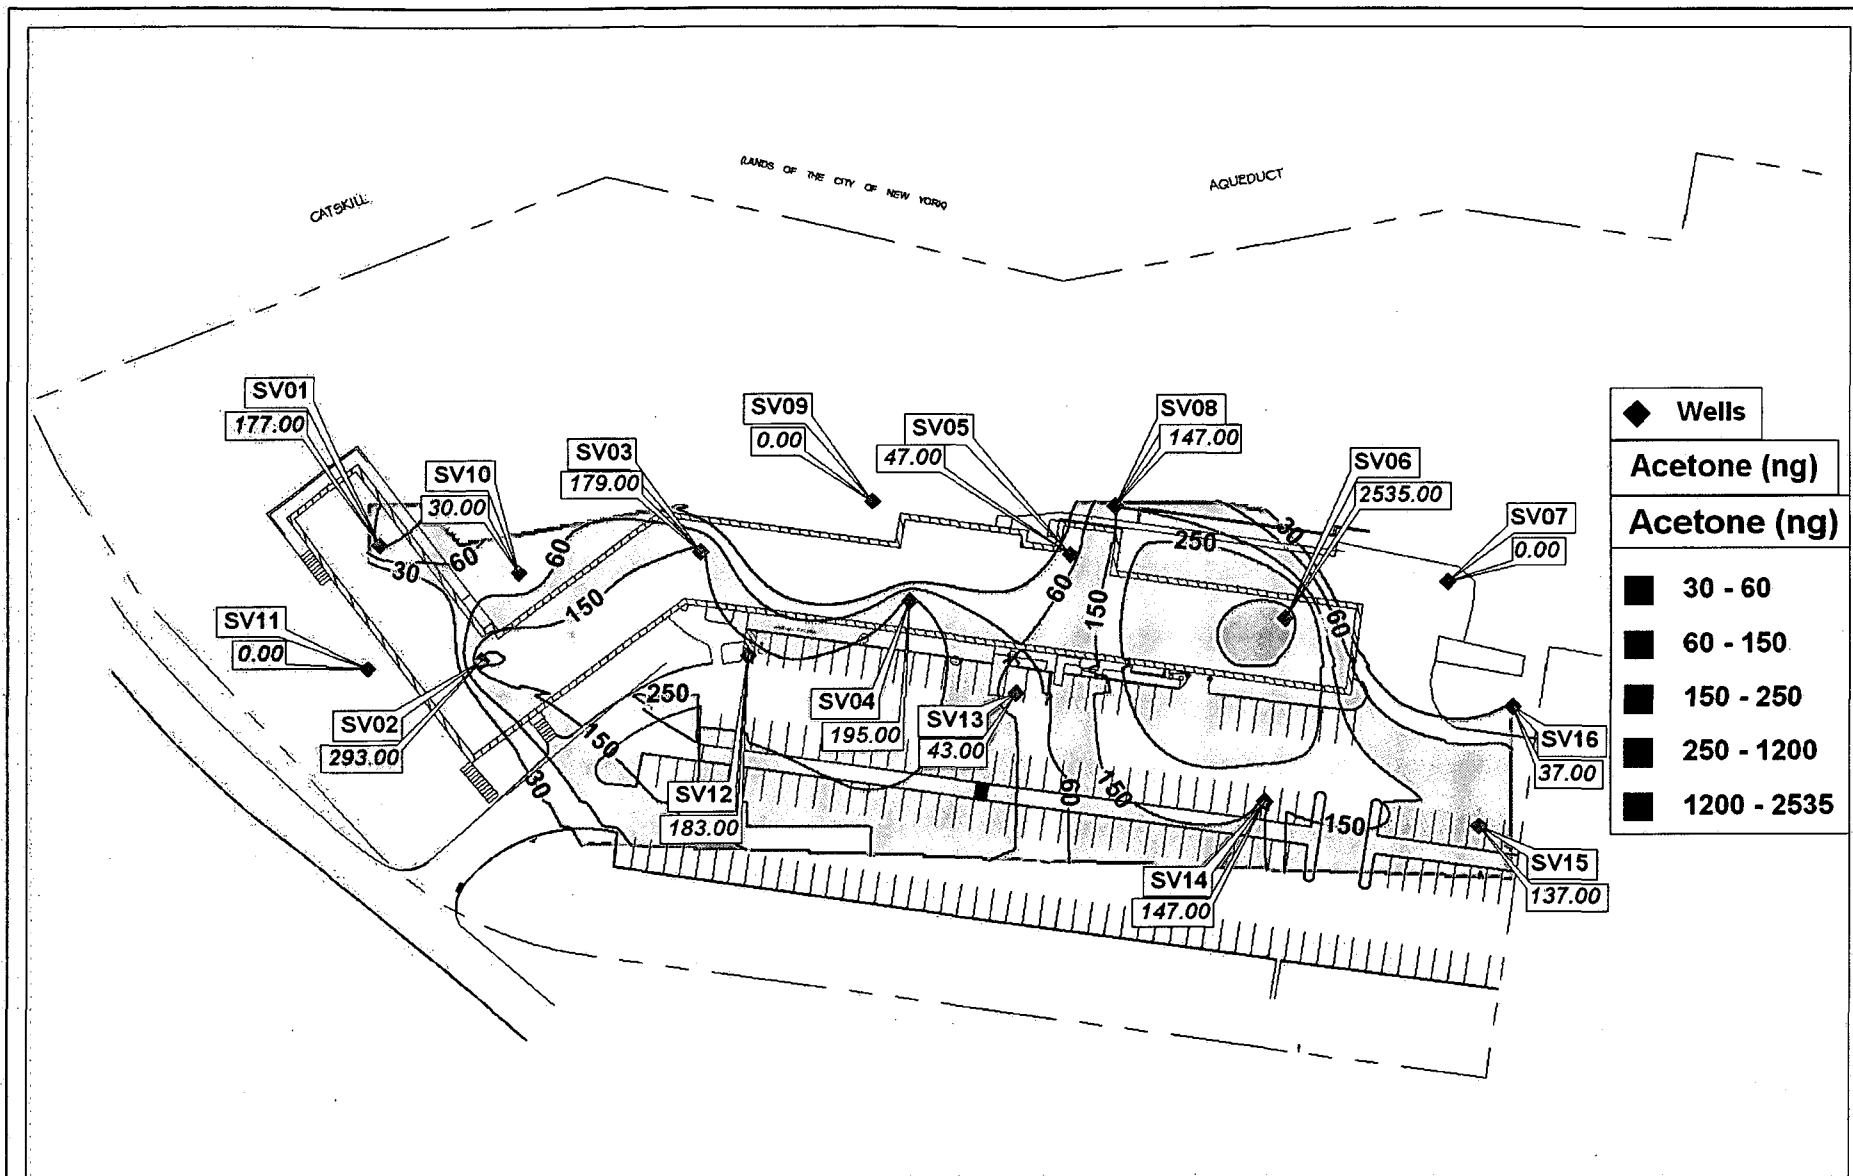 (LANDS OF THE CITY OF NEW YORK)
AQUEDUCT
CATSKILL
SV01
177.00
SV10
30.00
SV03
179.00
SV09
0.00
SV05
47.00
SV08
147.00
SV06
2535.00
SV07
0.00
SV11
0.00
SV02
293.00
SV12
183.00
SV04
195.00
SV13
43.00
SV14
147.00
SV16
37.00
SV15
137.00
30
60
60
150
250
150
30
60
150
250
30
60
60
150
150
Wells
Acetone (ng)
Acetone (ng)
30 - 60
60 - 150
150 - 250
250 - 1200
1200 - 2535